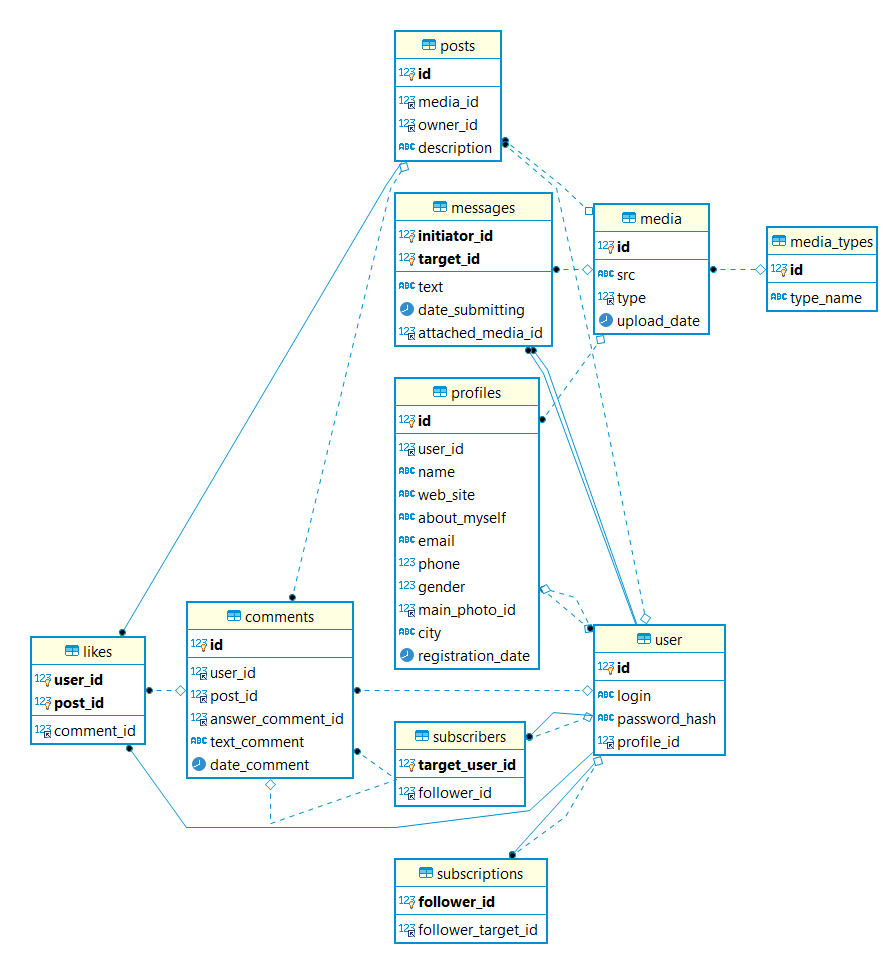 posts
123 id
123 media_id
123 owner_id
ABC description
messages
123 initiator_id
123 target_id
ABC text
date_submitting
123 attached_media_id
media
123 id
ABC src
123 type
upload_date
media_types
123 id
ABC type_name
profiles
123 id
123 user_id
ABC name
ABC web_site
ABC about_myself
ABC email
123 phone
123 gender
123 main_photo_id
ABC city
registration_date
comments
123 id
123 user_id
123 post_id
123 answer_comment_id
ABC text_comment
date_comment
likes
123 user_id
123 post_id
123 comment_id
user
123 id
ABC login
ABC password_hash
123 profile_id
subscribers
123 target_user_id
123 follower_id
subscriptions
123 follower_id
123 follower_target_id